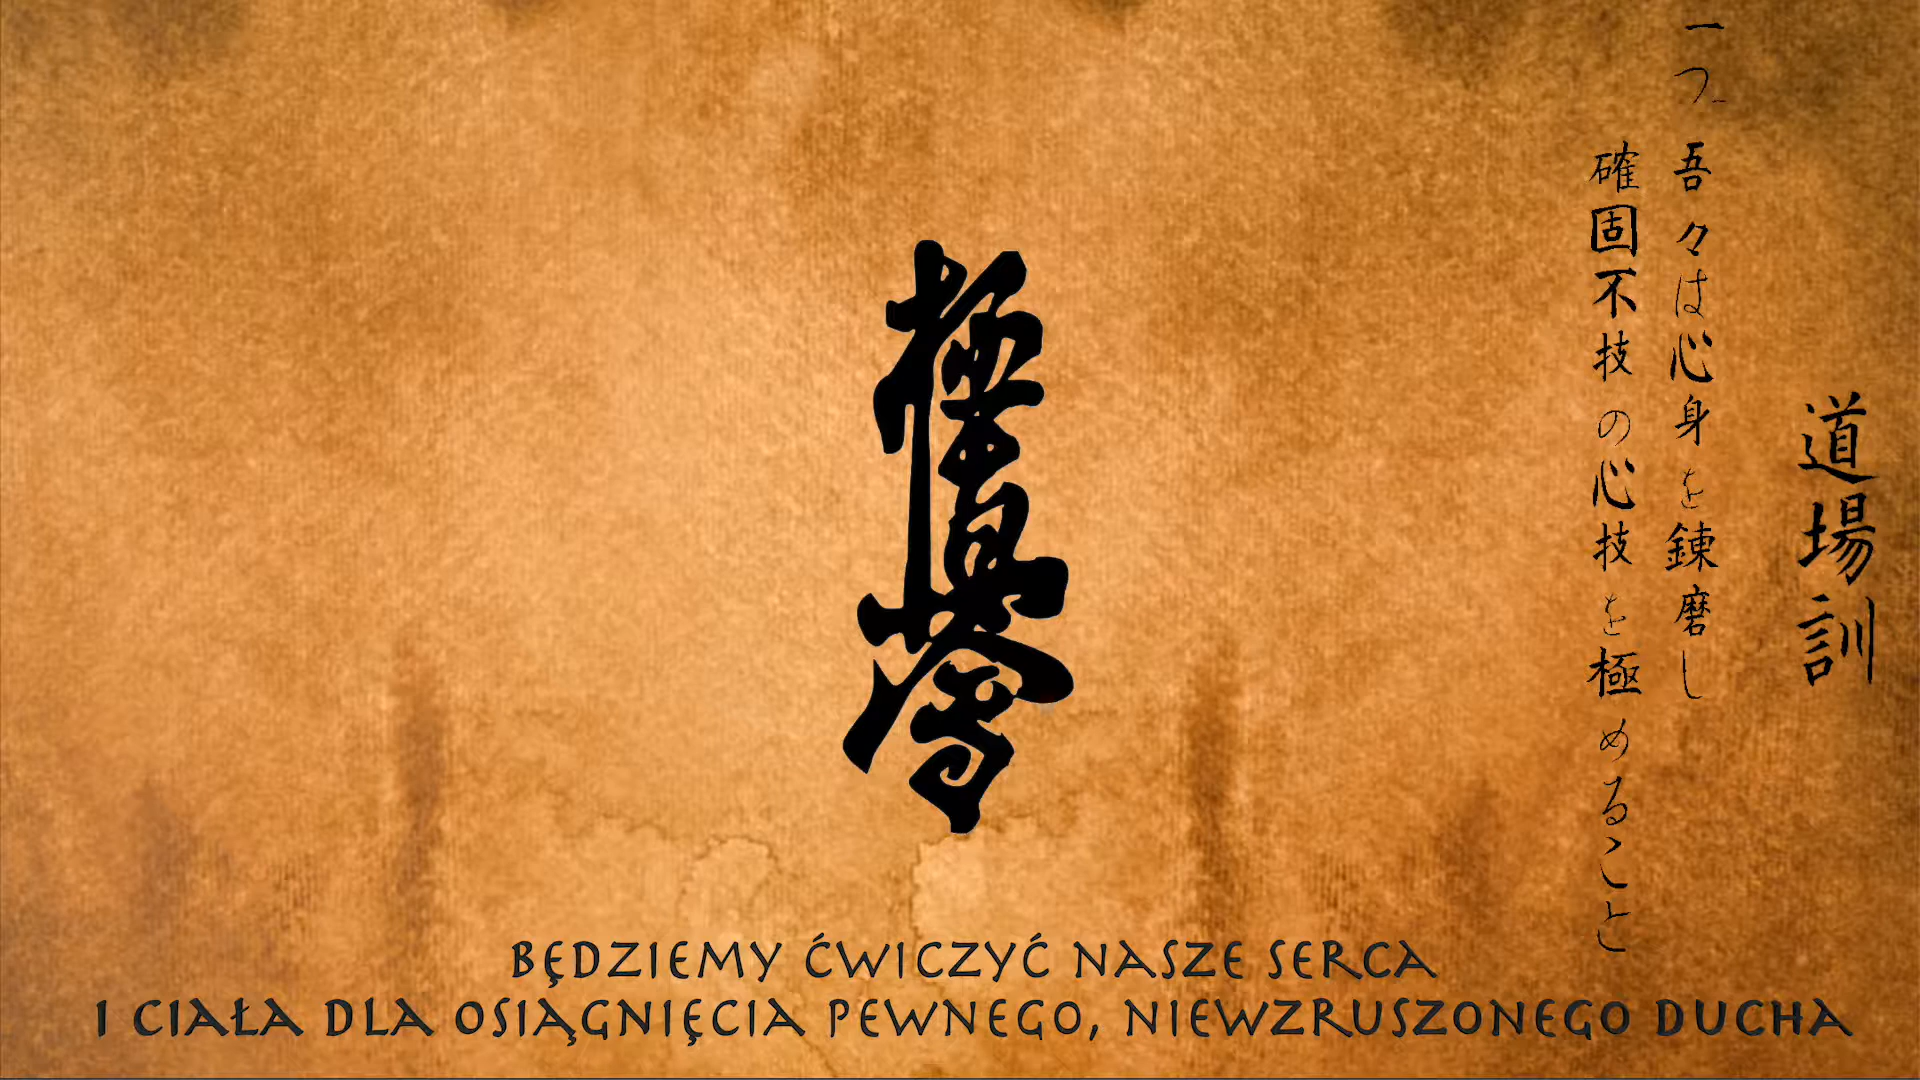 道場訓
一つ 吾々は心身を錬磨し
確固不技の心技を極めること
極真会
BĘDZIEMY ĆWICZYĆ NASZE SERCA
I CIAŁA DLA OSIĄGNIĘCIA PEWNEGO, NIEWZRUSZONEGO DUCHA